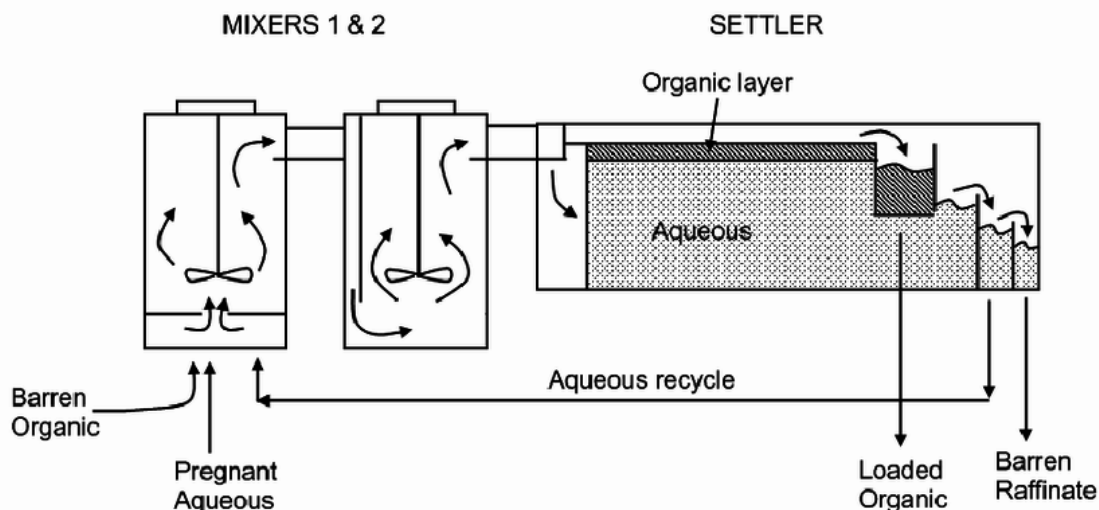 MIXERS 1 & 2
SETTLER
Organic layer
Aqueous
Aqueous recycle
Barren
Organic
Pregnant
Aqueous
Loaded
Organic
Barren
Raffinate